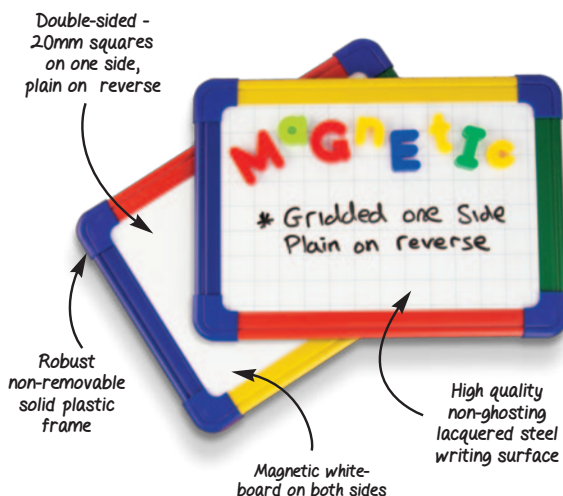 Double-sided -
20mm squares
on one side,
plain on reverse
MaGnEtIc
* Gridded one Side
Plain on reverse
Robust
non-removable
solid plastic
frame
High quality
non-ghosting
lacquered steel
writing surface
Magnetic white-
board on both sides